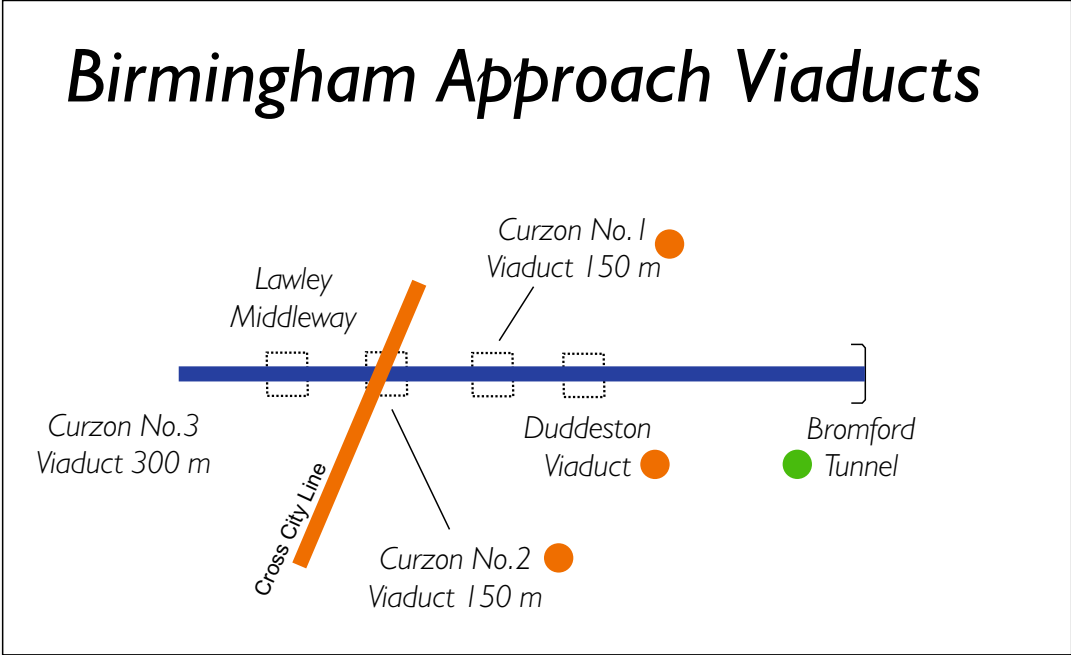 Birmingham Approach Viaducts
Curzon No.1
Viaduct 150 m
Lawley
Middleway
Curzon No.3
Viaduct 300 m
Duddeston
Viaduct
Bromford
Tunnel
Cross City Line
Curzon No.2
Viaduct 150 m